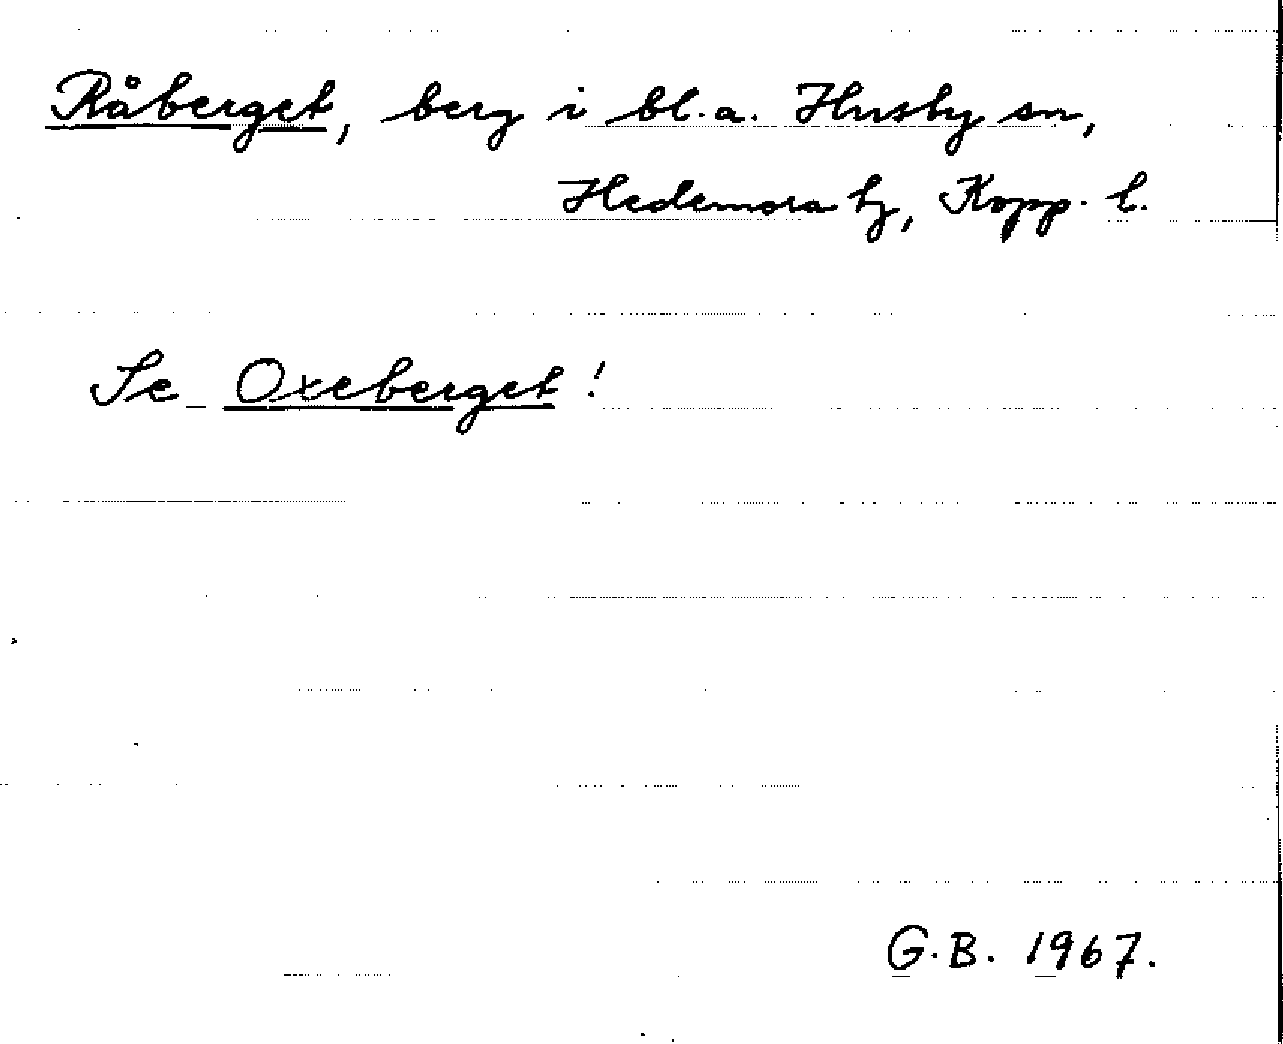 Råberget, berg i bl.a. Husby sn,
Hedemora tg, Kopp. l.
Se Oxeberget!
G.B. 1967.